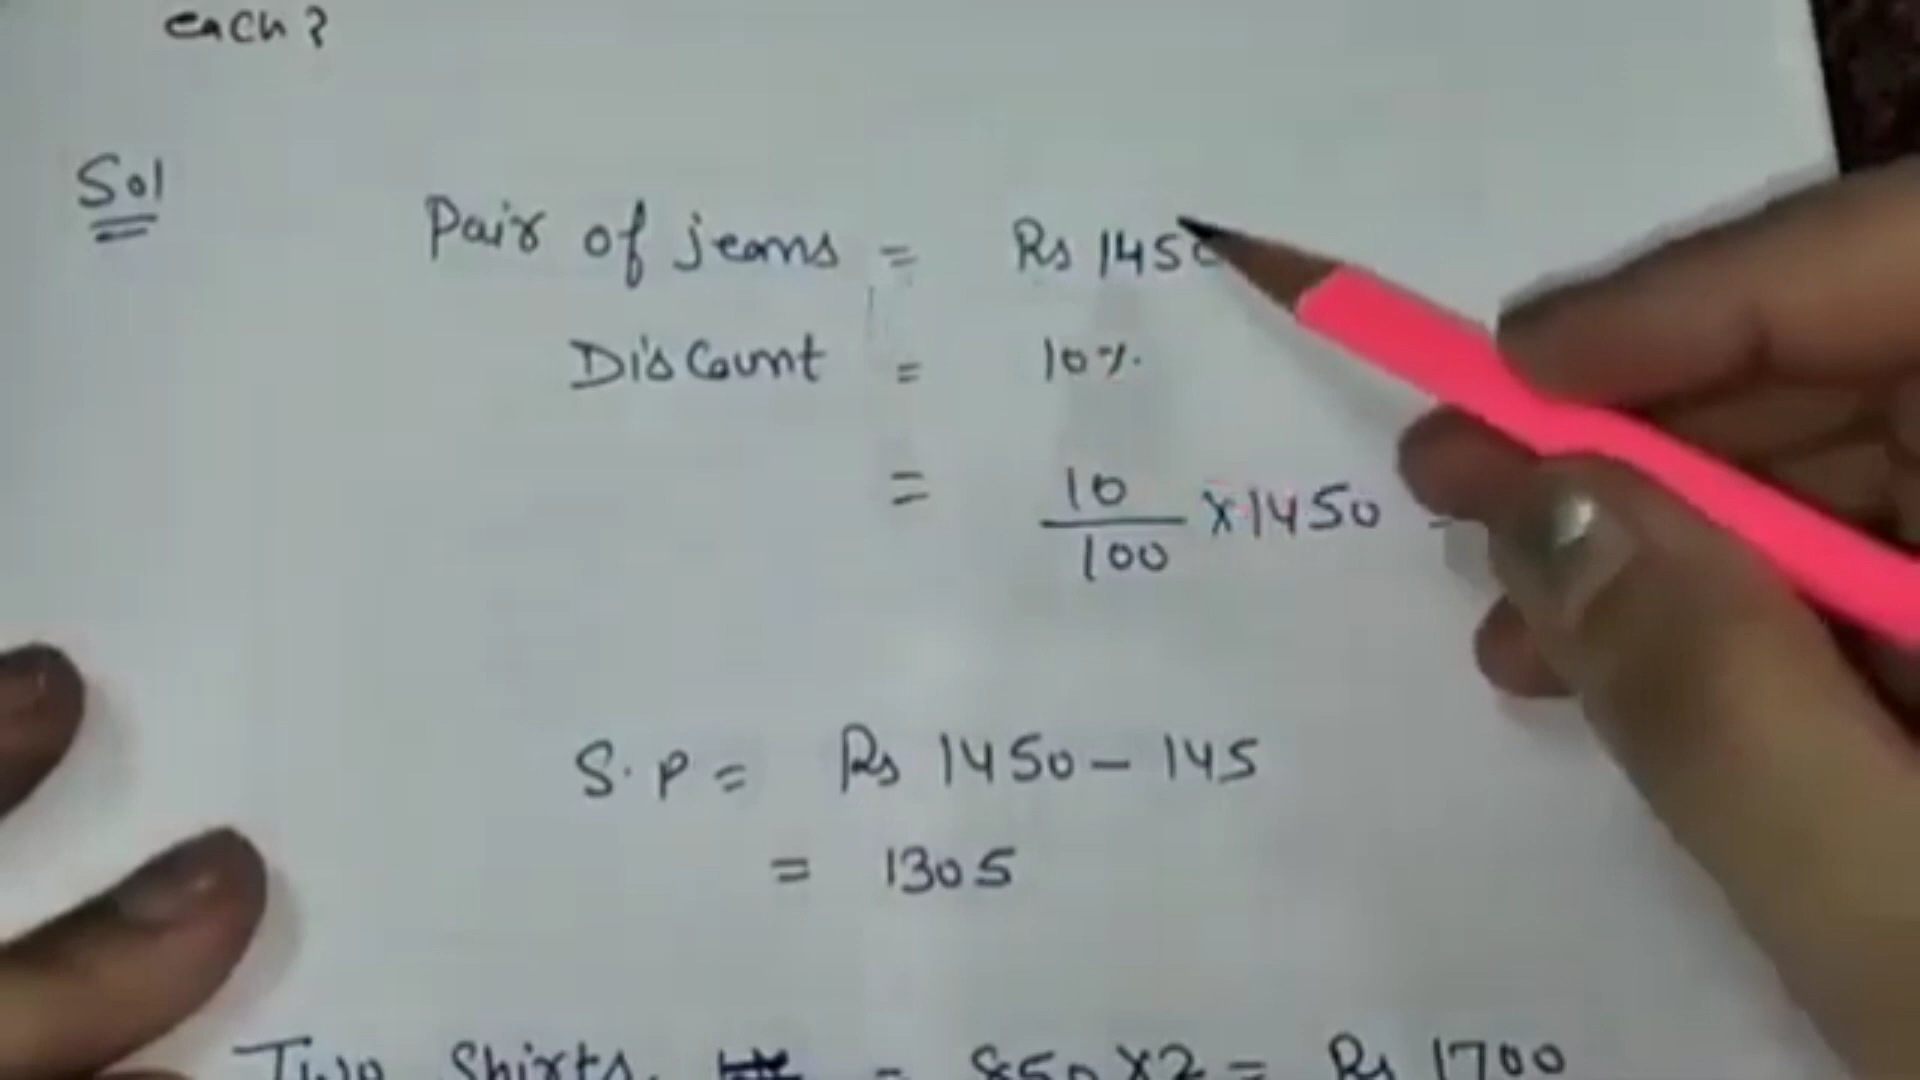 each?
Sol
Pair of jeans = Rs 1450
Discount = 10%
= 10/100 × 1450 =
S.P = Rs 1450 - 145
= 1305
Two Shirts. = 850×2 = Rs 1700